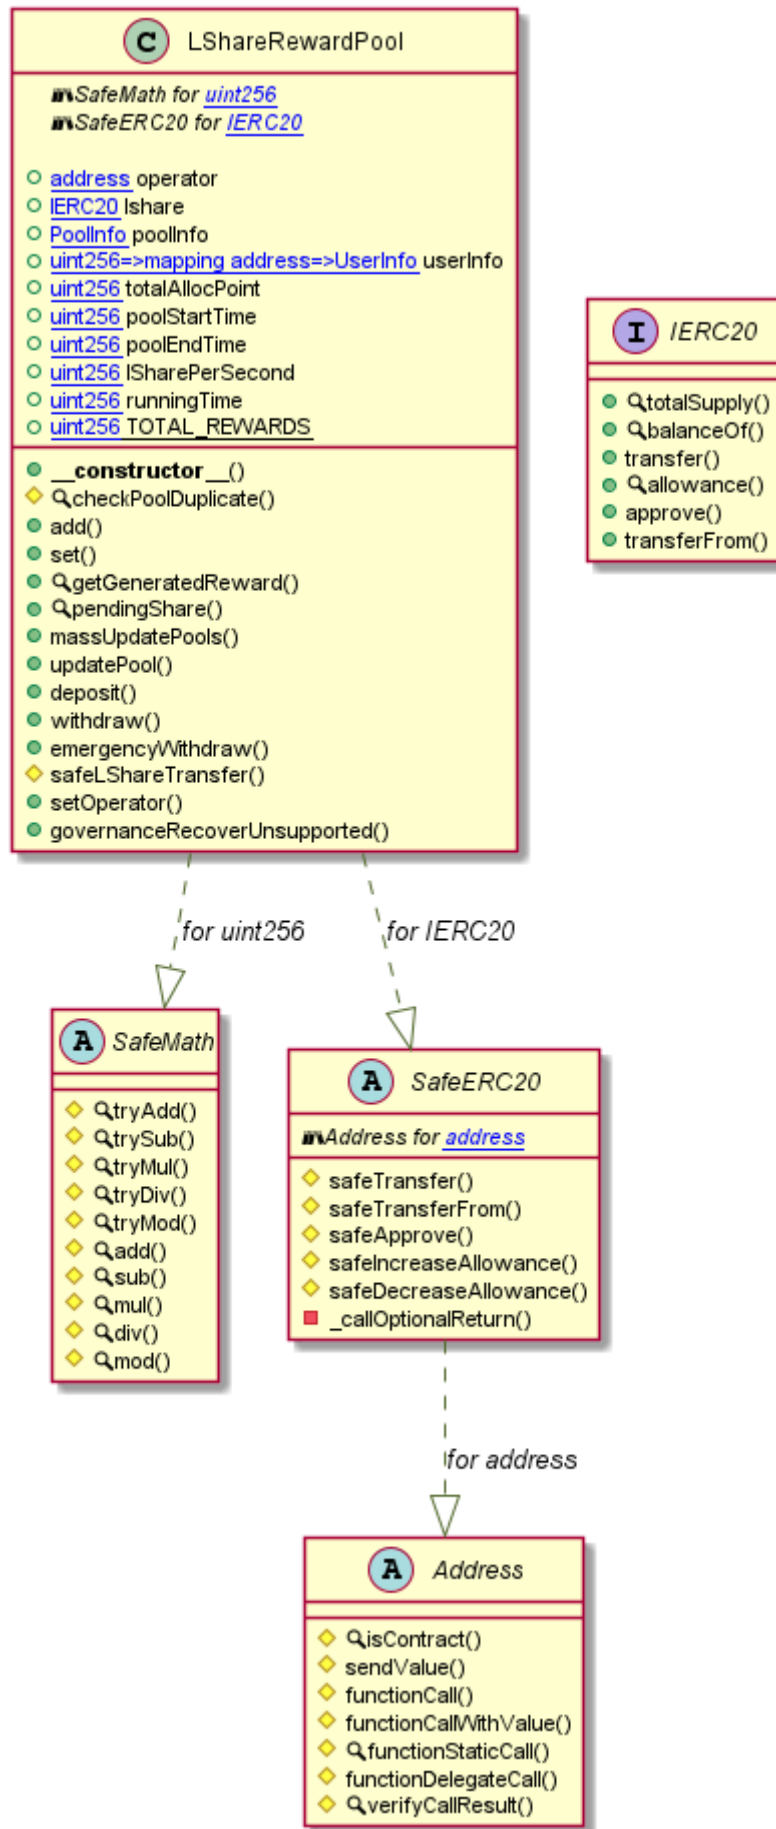 C LShareRewardPool
SafeMath for uint256
SafeERC20 for IERC20
address operator
IERC20 lshare
PoolInfo poolInfo
uint256=>mapping address=>UserInfo userInfo
uint256 totalAllocPoint
uint256 poolStartTime
uint256 poolEndTime
uint256 lSharePerSecond
uint256 runningTime
uint256 TOTAL_REWARDS
__constructor__()
checkPoolDuplicate()
add()
set()
getGeneratedReward()
pendingShare()
massUpdatePools()
updatePool()
deposit()
withdraw()
emergencyWithdraw()
safeLShareTransfer()
setOperator()
governanceRecoverUnsupported()
I IERC20
totalSupply()
balanceOf()
transfer()
allowance()
approve()
transferFrom()
for uint256
for IERC20
A SafeMath
tryAdd()
trySub()
tryMul()
tryDiv()
tryMod()
add()
sub()
mul()
div()
mod()
A SafeERC20
Address for address
safeTransfer()
safeTransferFrom()
safeApprove()
safeIncreaseAllowance()
safeDecreaseAllowance()
_callOptionalReturn()
for address
A Address
isContract()
sendValue()
functionCall()
functionCallWithValue()
functionStaticCall()
functionDelegateCall()
verifyCallResult()